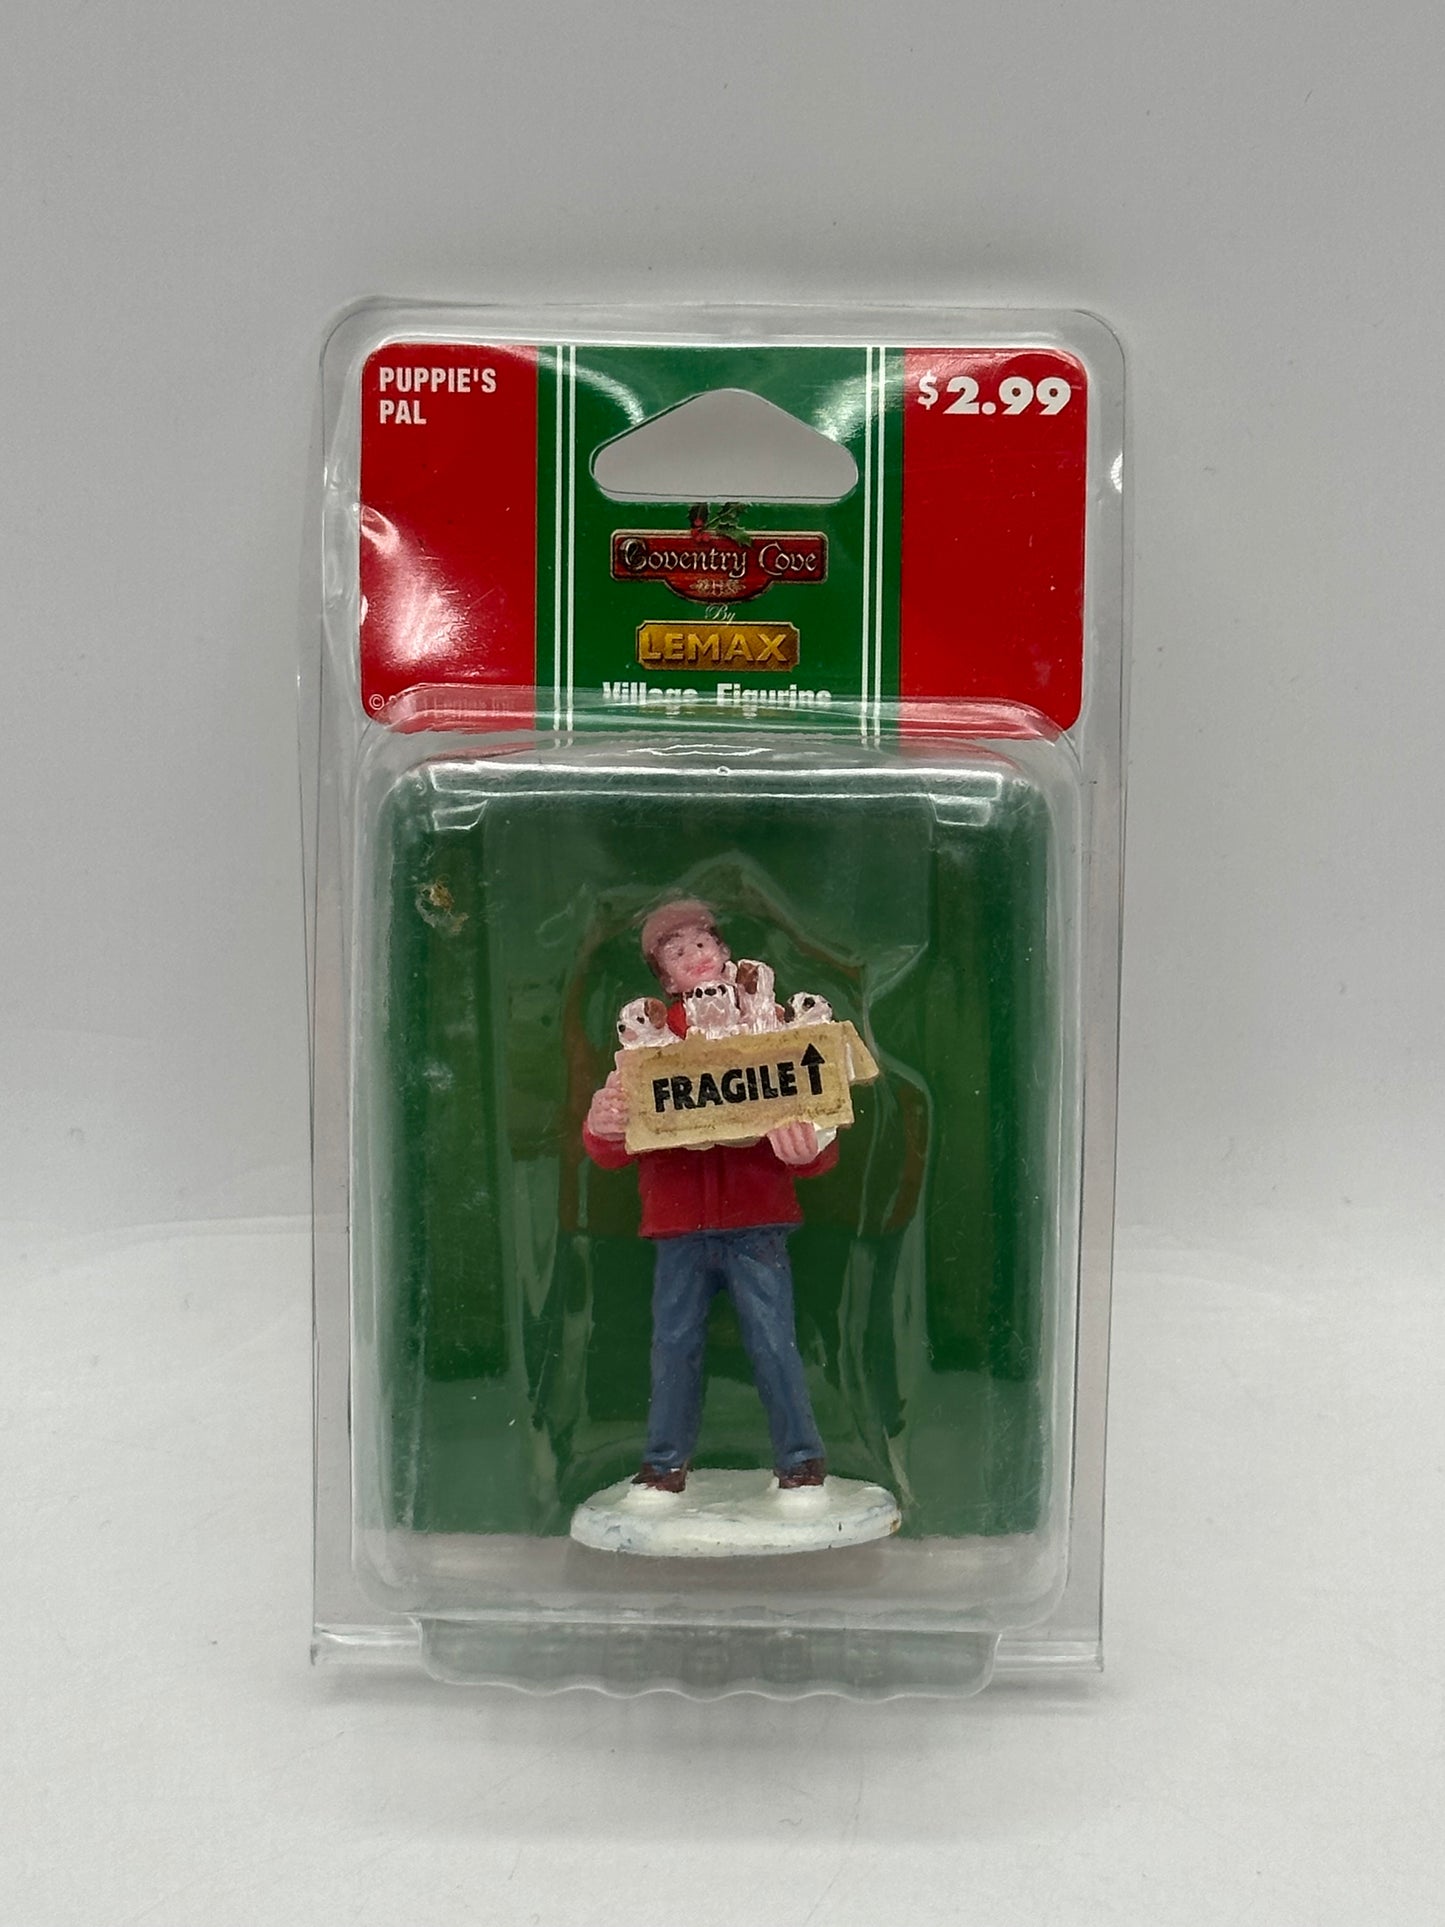 PUPPIE'S
PAL
$2.99
Coventry Cove
By
LEMAX
Village Figurine
©
FRAGILE↑